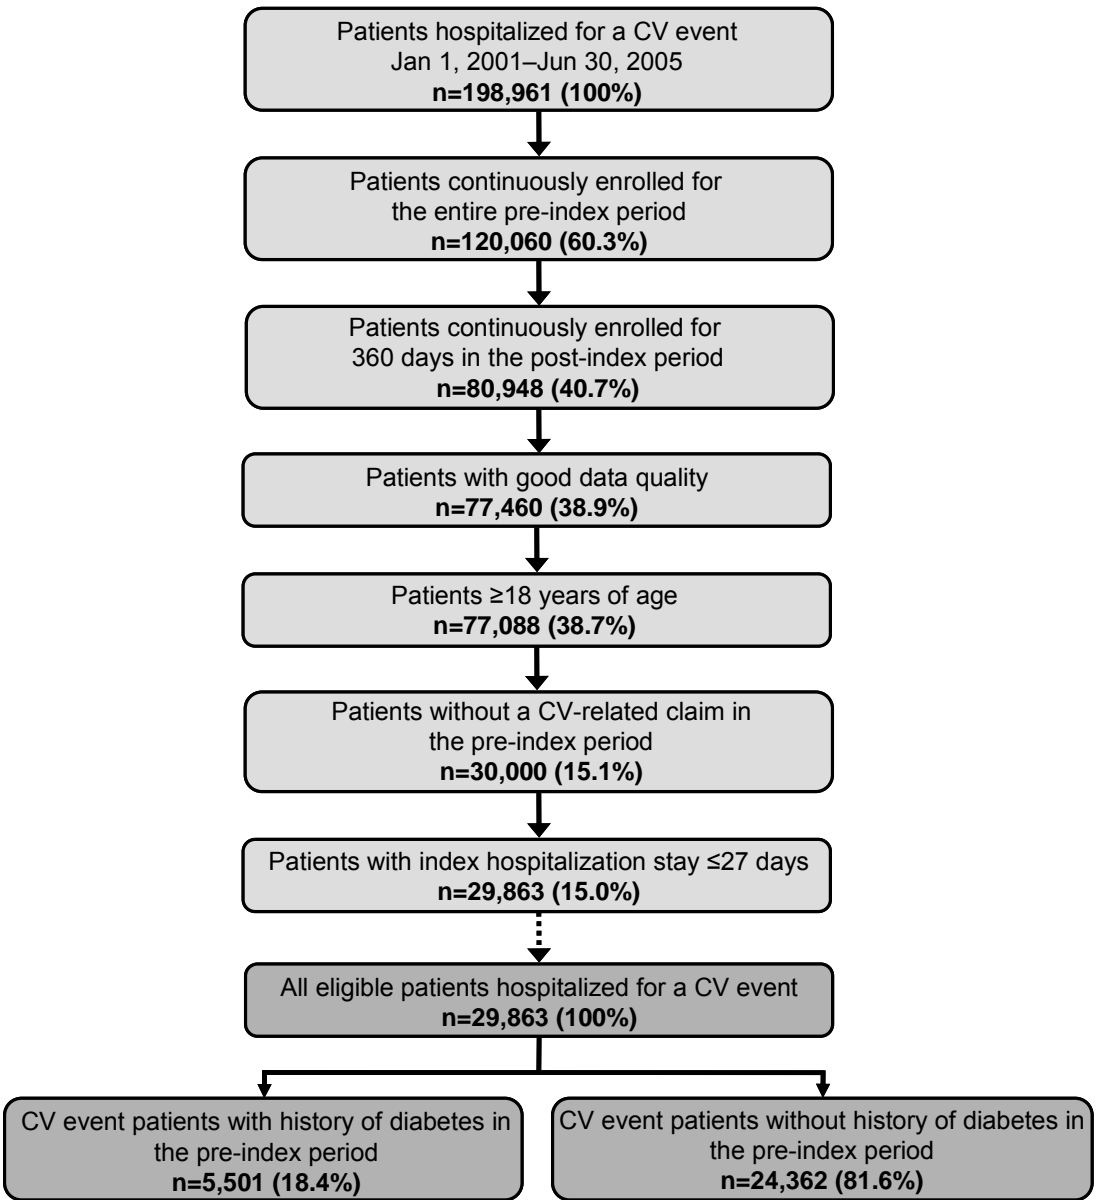 Patients hospitalized for a CV event
Jan 1, 2001–Jun 30, 2005
n=198,961 (100%)
Patients continuously enrolled for
the entire pre-index period
n=120,060 (60.3%)
Patients continuously enrolled for
360 days in the post-index period
n=80,948 (40.7%)
Patients with good data quality
n=77,460 (38.9%)
Patients ≥18 years of age
n=77,088 (38.7%)
Patients without a CV-related claim in
the pre-index period
n=30,000 (15.1%)
Patients with index hospitalization stay ≤27 days
n=29,863 (15.0%)
All eligible patients hospitalized for a CV event
n=29,863 (100%)
CV event patients with history of diabetes in
the pre-index period
n=5,501 (18.4%)
CV event patients without history of diabetes in
the pre-index period
n=24,362 (81.6%)